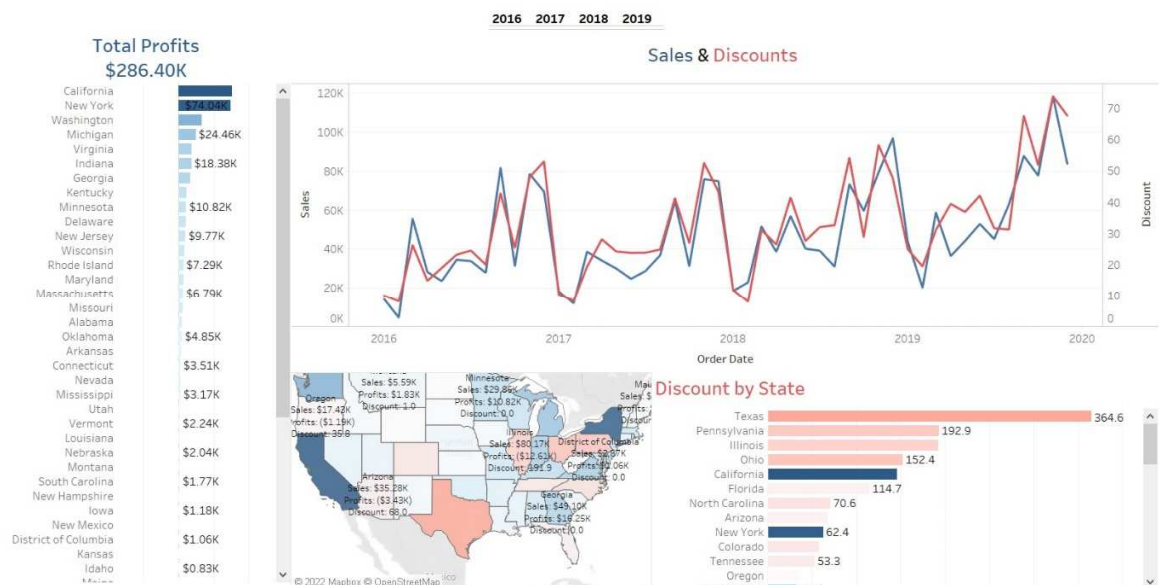 2016 2017 2018 2019
Total Profits
$286.40K
California
New York $74.04K
Washington
Michigan $24.46K
Virginia
Indiana $18.38K
Georgia
Kentucky
Minnesota $10.82K
Delaware
New Jersey $9.77K
Wisconsin
Rhode Island $7.29K
Maryland
Massachusetts $6.79K
Missouri
Alabama
Oklahoma $4.85K
Arkansas
Connecticut $3.51K
Nevada
Mississippi $3.17K
Utah
Vermont $2.24K
Louisiana
Nebraska $2.04K
Montana
South Carolina $1.77K
New Hampshire
Iowa $1.18K
New Mexico
District of Columbia $1.06K
Kansas
Idaho $0.83K
Maine
Sales & Discounts
Sales
120K
100K
80K
60K
40K
20K
0K
70
60
50
40
30
20
10
0
Discount
2016 2017 2018 2019 2020
Order Date
Sales: $5.59K
Profits: $1.83K
Discount: 1.0
Minnesota
Sales: $29.86K
Profits: $10.82K
Discount: 0.0
Oregon
Sales: $17.43K
Profits: ($1.19K)
Discount: 35.8
Illinois
Sales: $80.17K
Profits: ($12.61K)
Discount: 191.9
District of Columbia
Sales: $2.87K
Profits: $1.06K
Discount: 0.0
Arizona
Sales: $35.28K
Profits: ($3.43K)
Discount: 68.0
Georgia
Sales: $49.10K
Profits: $16.25K
Discount: 0.0
© 2022 Mapbox © OpenStreetMap
Discount by State
Texas 364.6
Pennsylvania 192.9
Illinois
Ohio 152.4
California
Florida 114.7
North Carolina 70.6
Arizona
New York 62.4
Colorado
Tennessee 53.3
Oregon